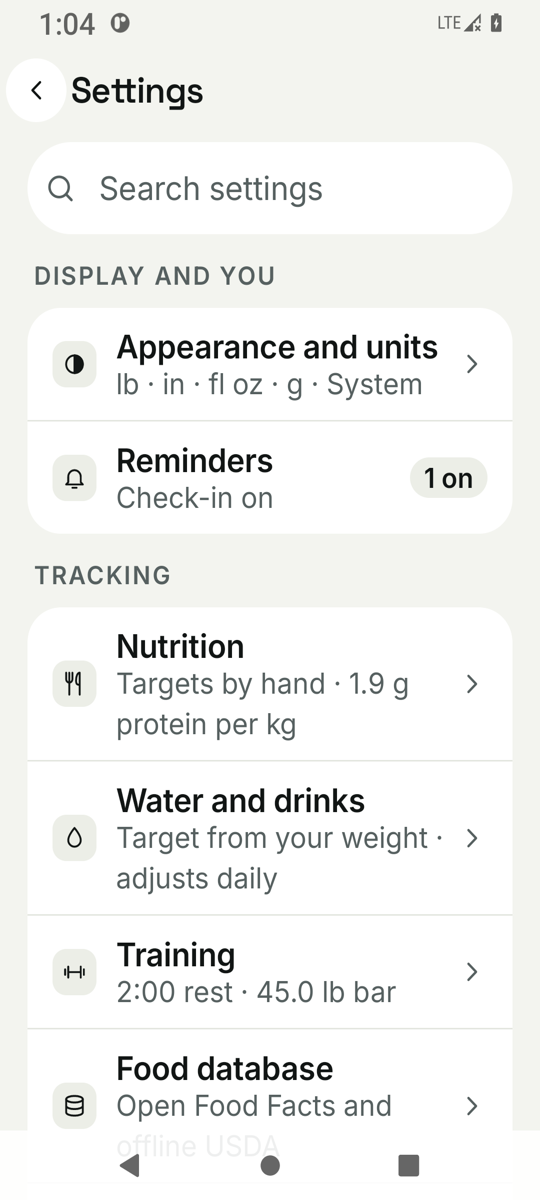 1:04
LTE
Settings
Search settings
DISPLAY AND YOU
Appearance and units
lb · in · fl oz · g · System
Reminders
Check-in on
1 on
TRACKING
Nutrition
Targets by hand · 1.9 g
protein per kg
Water and drinks
Target from your weight ·
adjusts daily
Training
2:00 rest · 45.0 lb bar
Food database
Open Food Facts and
offline USDA